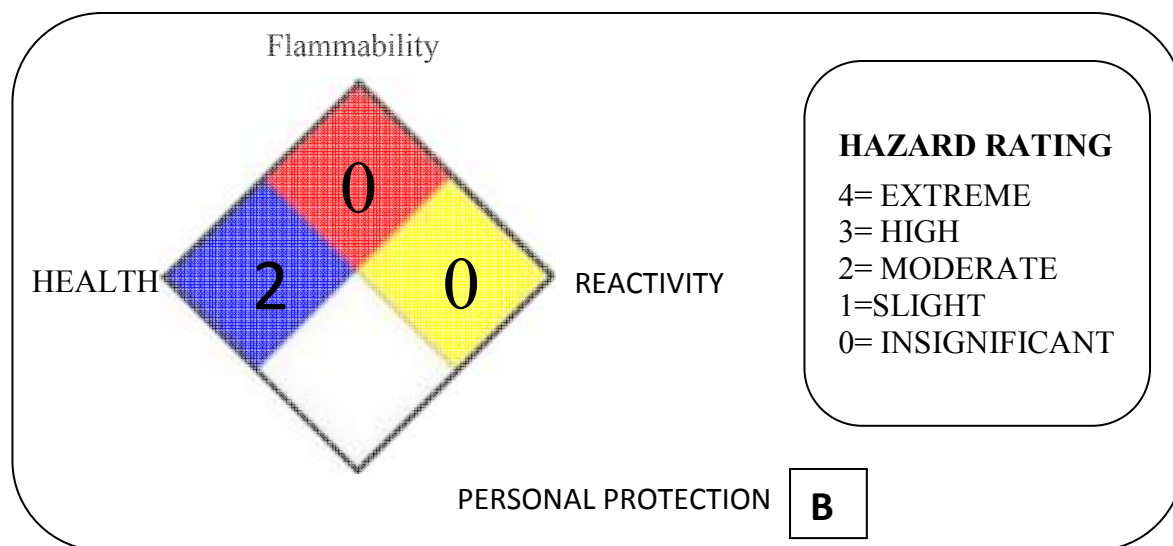 Flammability
0
HEALTH
2
0
REACTIVITY
PERSONAL PROTECTION B
HAZARD RATING
4= EXTREME
3= HIGH
2= MODERATE
1=SLIGHT
0= INSIGNIFICANT